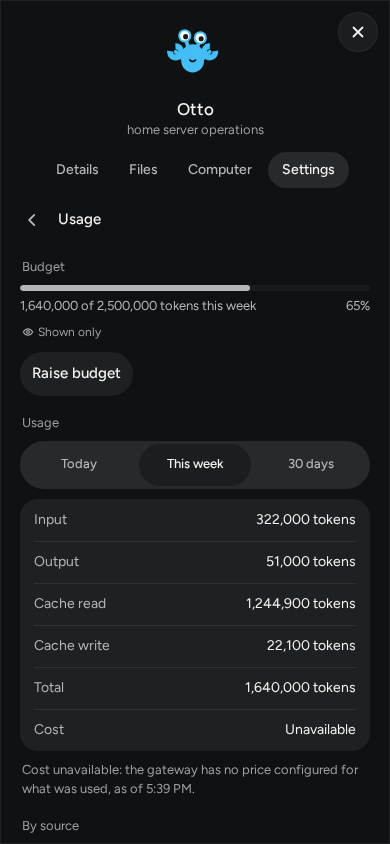 Otto
home server operations
Details Files Computer Settings
Usage
Budget
1,640,000 of 2,500,000 tokens this week 65%
Shown only
Raise budget
Usage
Today This week 30 days
Input 322,000 tokens
Output 51,000 tokens
Cache read 1,244,900 tokens
Cache write 22,100 tokens
Total 1,640,000 tokens
Cost Unavailable
Cost unavailable: the gateway has no price configured for
what was used, as of 5:39 PM.
By source